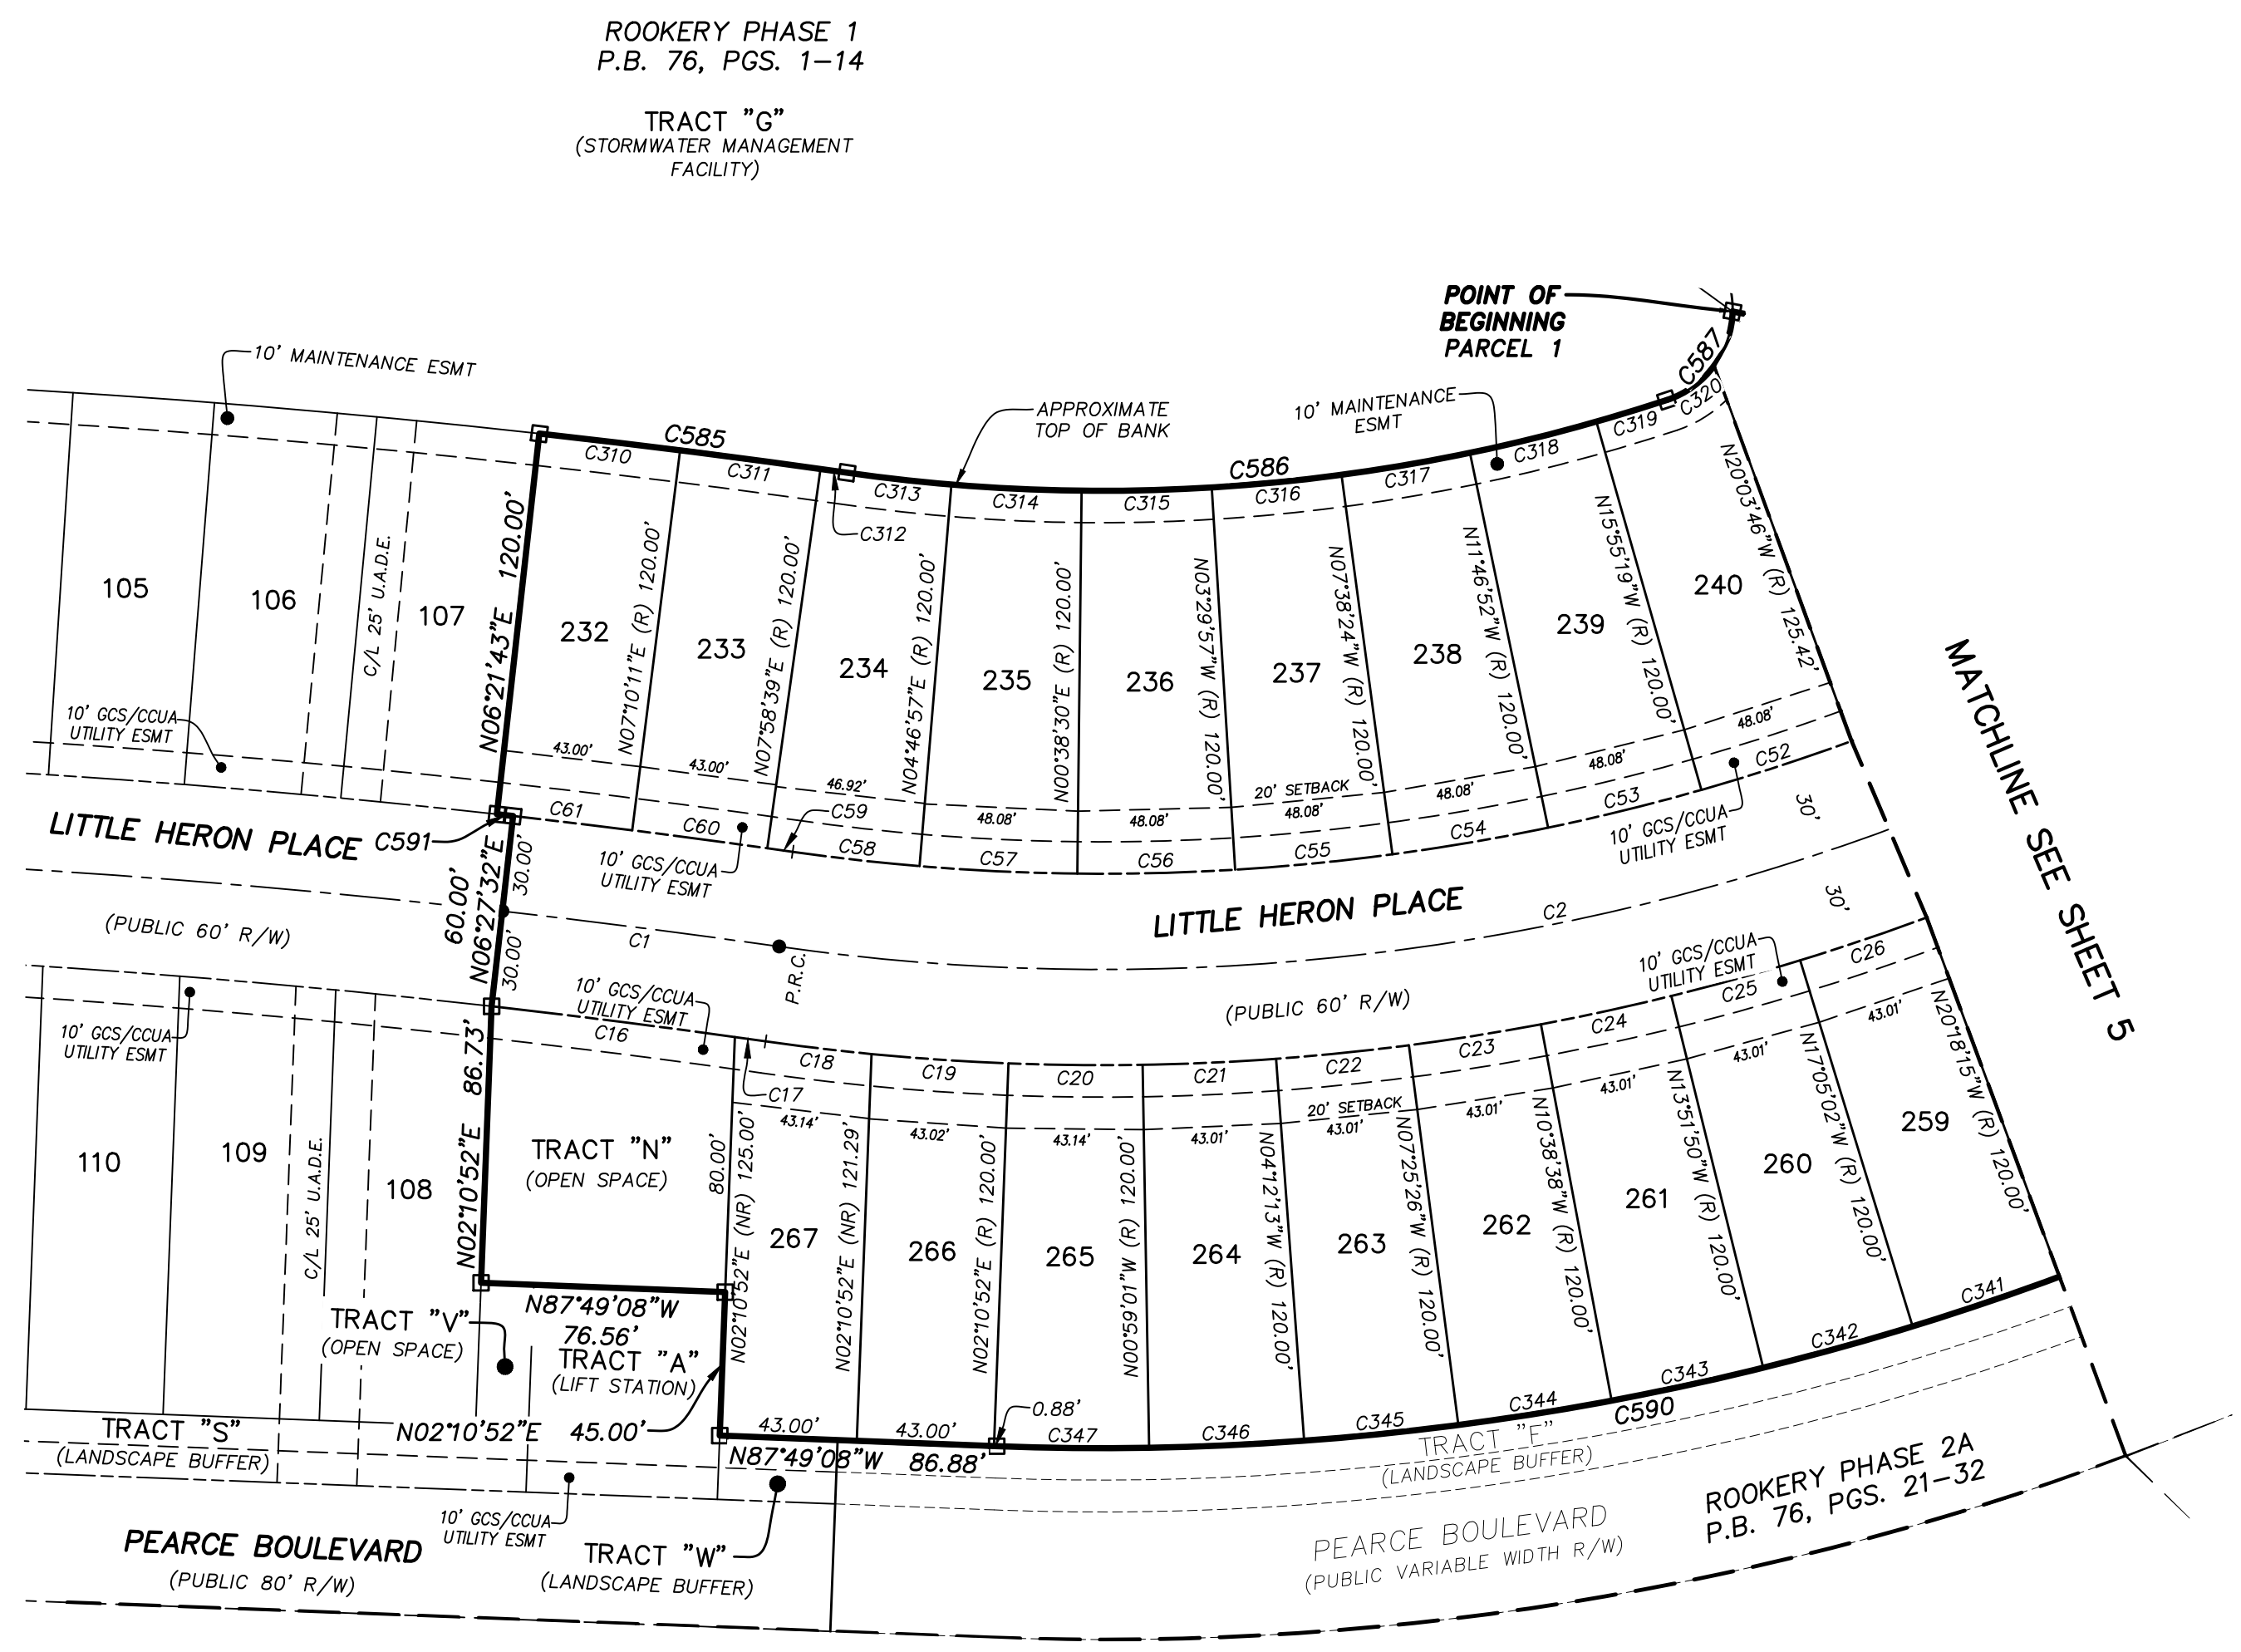 ROOKERY PHASE 1
P.B. 76, PGS. 1-14
TRACT "G"
(STORMWATER MANAGEMENT
FACILITY)
POINT OF
BEGINNING
PARCEL 1
C587
C320
10' MAINTENANCE ESMT
APPROXIMATE
TOP OF BANK
10' MAINTENANCE
ESMT
C585
C586
C310
C311
C312
C313
C314
C315
C316
C317
C318
C319
105
106
C/L 25' U.A.D.E.
107
N06°21'43"E 120.00'
232
N07°10'11"E (R) 120.00'
233
N07°58'39"E (R) 120.00'
234
N04°46'57"E (R) 120.00'
235
N00°38'30"E (R) 120.00'
236
N03°29'57"W (R) 120.00'
237
N07°38'24"W (R) 120.00'
238
N11°46'52"W (R) 120.00'
239
N15°55'19"W (R) 120.00'
240
N20°03'46"W (R) 125.42'
MATCHLINE SEE SHEET 5
10' GCS/CCUA
UTILITY ESMT
43.00'
43.00'
46.92'
48.08'
48.08'
20' SETBACK
48.08'
48.08'
48.08'
48.08'
LITTLE HERON PLACE
C591
C61
C60
C59
C58
C57
C56
C55
C54
C53
C52
10' GCS/CCUA
UTILITY ESMT
10' GCS/CCUA
UTILITY ESMT
30.00'
30.00'
60.00'
N06°27'32"E
(PUBLIC 60' R/W)
C1
P.R.C.
LITTLE HERON PLACE
C2
30'
30'
(PUBLIC 60' R/W)
10' GCS/CCUA
UTILITY ESMT
10' GCS/CCUA
UTILITY ESMT
10' GCS/CCUA
UTILITY ESMT
C16
C17
C18
C19
C20
C21
C22
C23
C24
C25
C26
43.14'
43.02'
43.14'
43.01'
20' SETBACK
43.01'
43.01'
43.01'
43.01'
43.01'
110
109
C/L 25' U.A.D.E.
108
N02°10'52"E 86.73'
TRACT "N"
(OPEN SPACE)
80.00'
N02°10'52"E (NR) 125.00'
267
N02°10'52"E (NR) 121.29'
266
N02°10'52"E (R) 120.00'
265
N00°59'01"W (R) 120.00'
264
N04°12'13"W (R) 120.00'
263
N07°25'26"W (R) 120.00'
262
N10°38'38"W (R) 120.00'
261
N13°51'50"W (R) 120.00'
260
N17°05'02"W (R) 120.00'
259
N20°18'15"W (R) 120.00'
N87°49'08"W
76.56'
TRACT "V"
(OPEN SPACE)
TRACT "A"
(LIFT STATION)
N02°10'52"E 45.00'
TRACT "S"
(LANDSCAPE BUFFER)
43.00'
43.00'
0.88'
C347
C346
C345
C344
C343
C342
C341
C590
N87°49'08"W 86.88'
TRACT "F"
(LANDSCAPE BUFFER)
10' GCS/CCUA
UTILITY ESMT
TRACT "W"
(LANDSCAPE BUFFER)
PEARCE BOULEVARD
(PUBLIC 80' R/W)
PEARCE BOULEVARD
(PUBLIC VARIABLE WIDTH R/W)
ROOKERY PHASE 2A
P.B. 76, PGS. 21-32